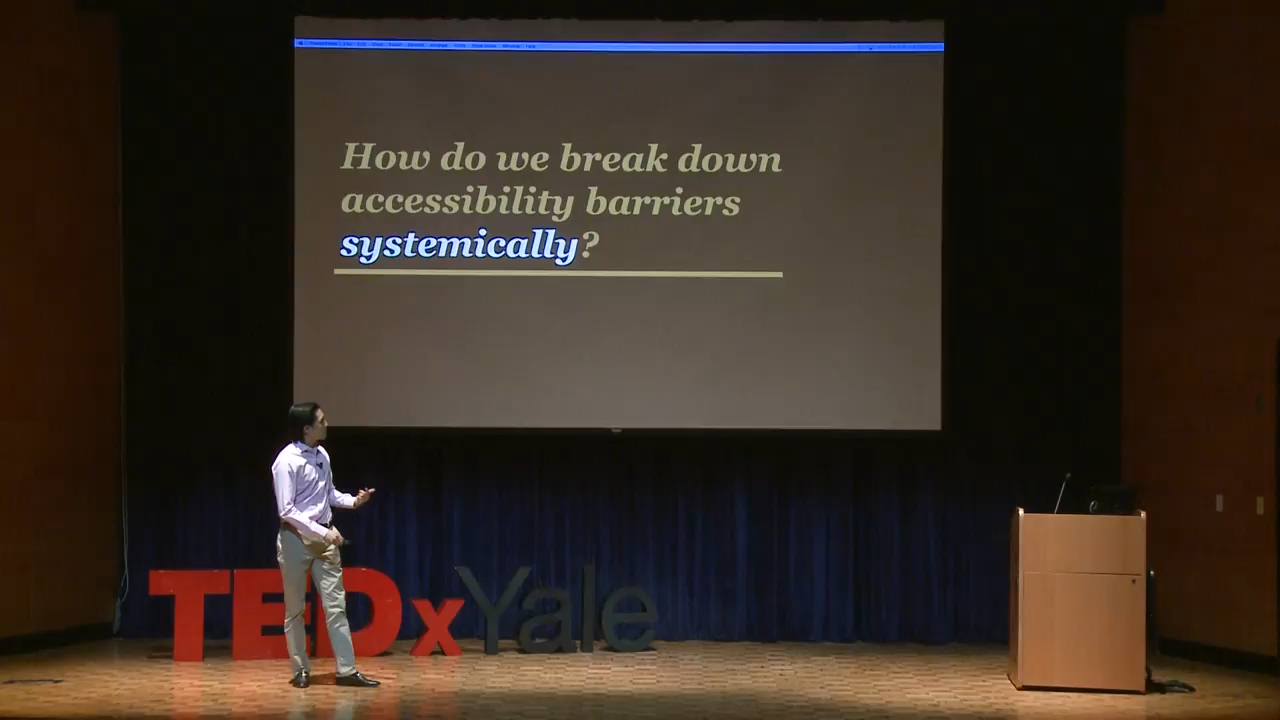 How do we break down
accessibility barriers
systemically?
TEDxYale